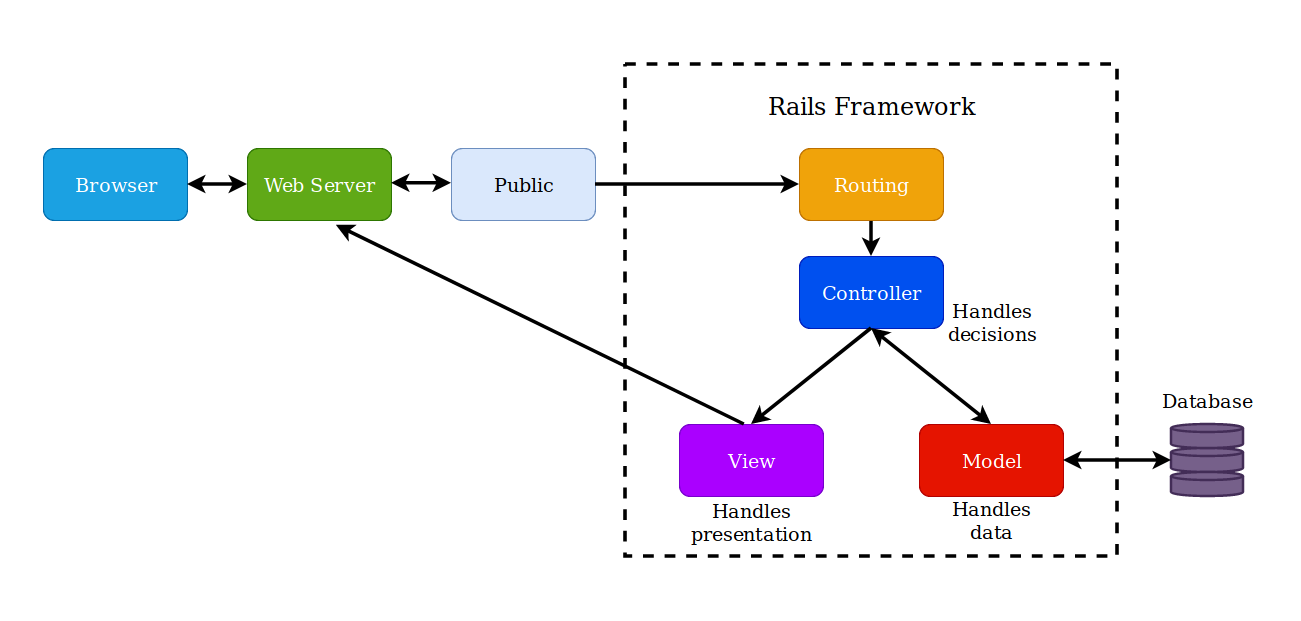 Rails Framework
Browser
Web Server
Public
Routing
Controller
Handles
decisions
Database
View
Model
Handles
presentation
Handles
data